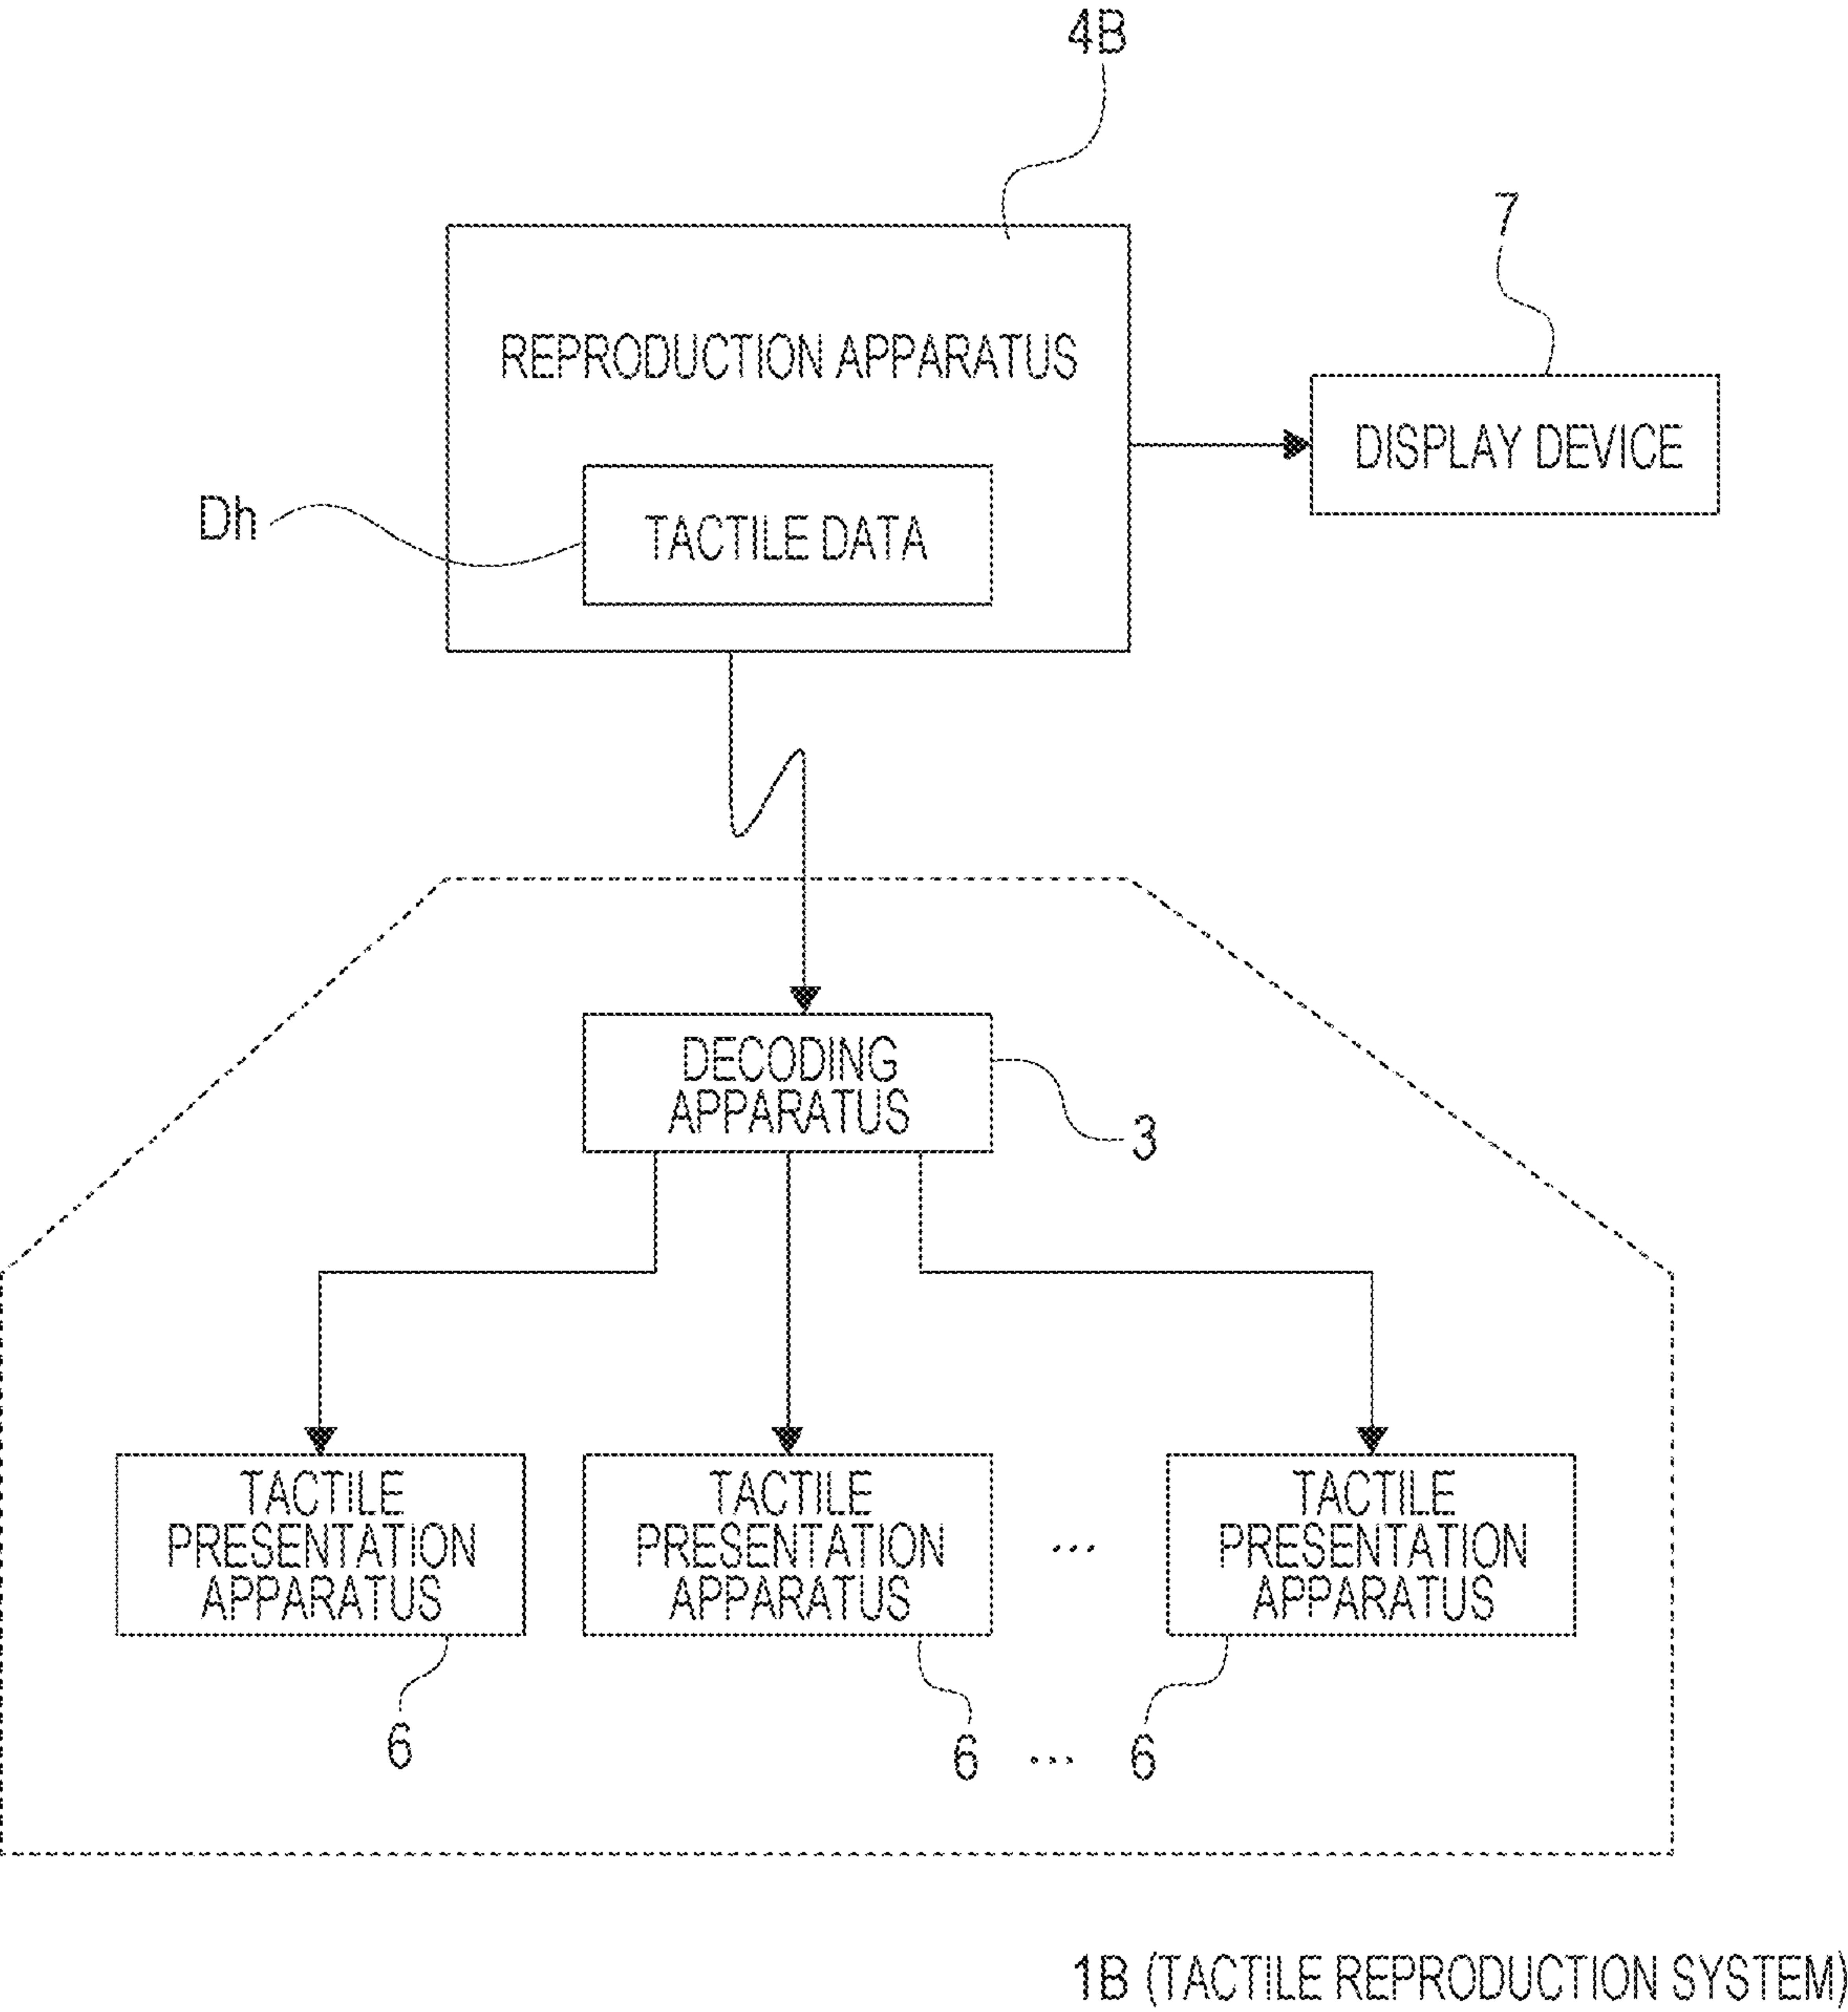 4B
7
REPRODUCTION APPARATUS
DISPLAY DEVICE
Dh
TACTILE DATA
DECODING
APPARATUS
3
TACTILE
PRESENTATION
APPARATUS
TACTILE
PRESENTATION
APPARATUS
...
TACTILE
PRESENTATION
APPARATUS
6
6 ... 6
1B (TACTILE REPRODUCTION SYSTEM)